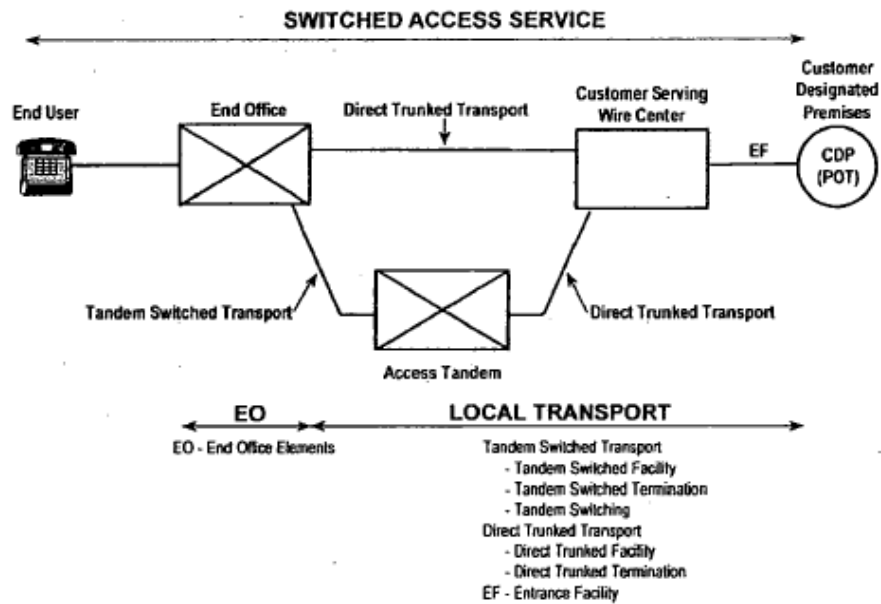 SWITCHED ACCESS SERVICE
End User
End Office
Direct Trunked Transport
Customer Serving
Wire Center
Customer
Designated
Premises
EF
CDP
(POT)
Tandem Switched Transport
Direct Trunked Transport
Access Tandem
EO
LOCAL TRANSPORT
EO - End Office Elements
Tandem Switched Transport
- Tandem Switched Facility
- Tandem Switched Termination
- Tandem Switching
Direct Trunked Transport
- Direct Trunked Facility
- Direct Trunked Termination
EF - Entrance Facility